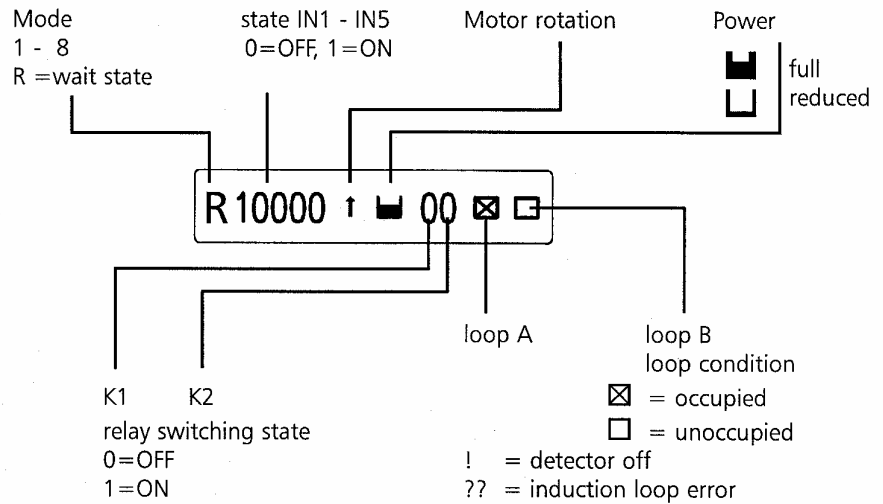 Mode
1 - 8
R =wait state
state IN1 - IN5
0=OFF, 1=ON
Motor rotation
Power
full
reduced
R 10000 ↑ 00
loop A
loop B
loop condition
= occupied
= unoccupied
K1 K2
relay switching state
0=OFF
1=ON
! = detector off
?? = induction loop error